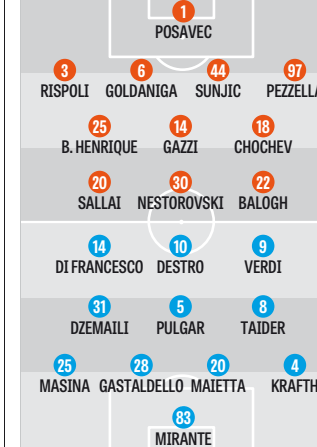 1
POSAVEC
3 6 44 97
RISPOLI GOLDANIGA SUNJIC PEZZELLA
25 14 18
B. HENRIQUE GAZZI CHOCHEV
20 30 22
SALLAI NESTOROVSKI BALOGH
14 10 9
DI FRANCESCO DESTRO VERDI
31 5 8
DZEMAILI PULGAR TAIDER
25 28 20 4
MASINA GASTALDELLO MAIETTA KRAFTH
83
MIRANTE